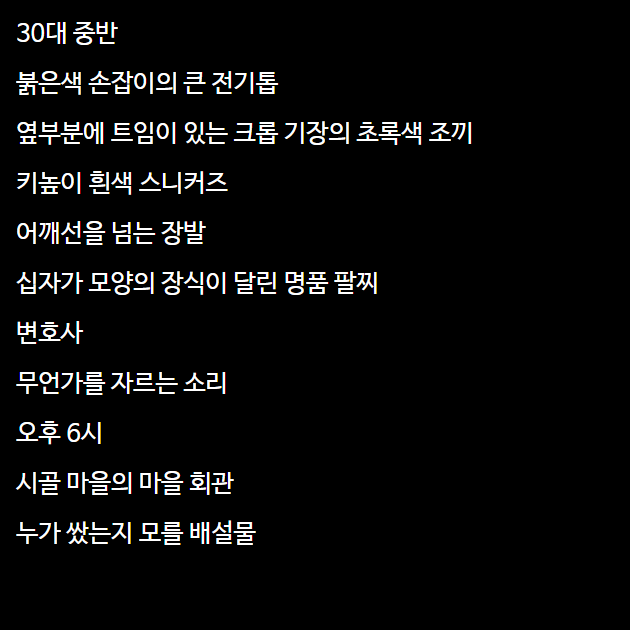 30대 중반
붉은색 손잡이의 큰 전기톱
옆부분에 트임이 있는 크롭 기장의 초록색 조끼
키높이 흰색 스니커즈
어깨선을 넘는 장발
십자가 모양의 장식이 달린 명품 팔찌
변호사
무언가를 자르는 소리
오후 6시
시골 마을의 마을 회관
누가 쌌는지 모를 배설물